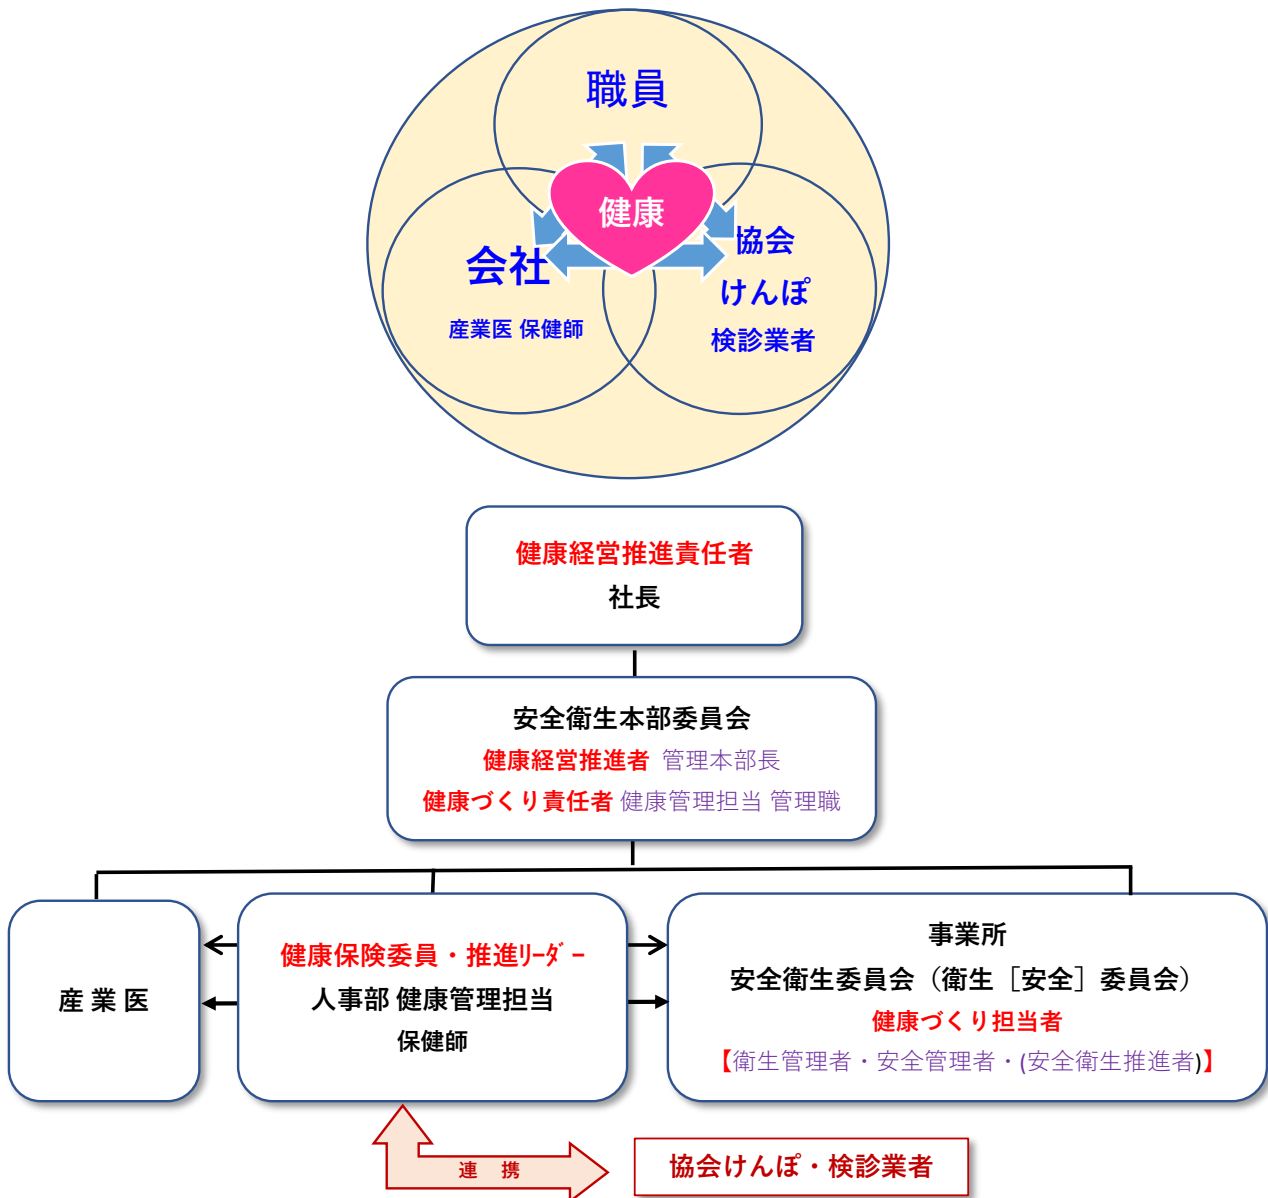 職員
健康
会社
産業医 保健師
協会
けんぽ
検診業者
健康経営推進責任者
社長
安全衛生本部委員会
健康経営推進者 管理本部長
健康づくり責任者 健康管理担当 管理職
産 業 医
健康保険委員・推進ﾘｰﾀﾞｰ
人事部 健康管理担当
保健師
事業所
安全衛生委員会（衛生［安全］委員会）
健康づくり担当者
【衛生管理者・安全管理者・(安全衛生推進者)】
連 携
協会けんぽ・検診業者